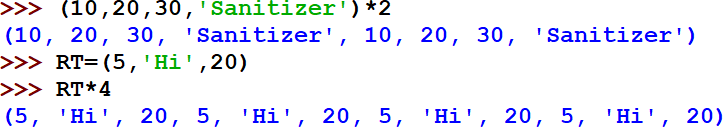 >>> (10,20,30,'Sanitizer')*2
(10, 20, 30, 'Sanitizer', 10, 20, 30, 'Sanitizer')
>>> RT=(5,'Hi',20)
>>> RT*4
(5, 'Hi', 20, 5, 'Hi', 20, 5, 'Hi', 20, 5, 'Hi', 20)